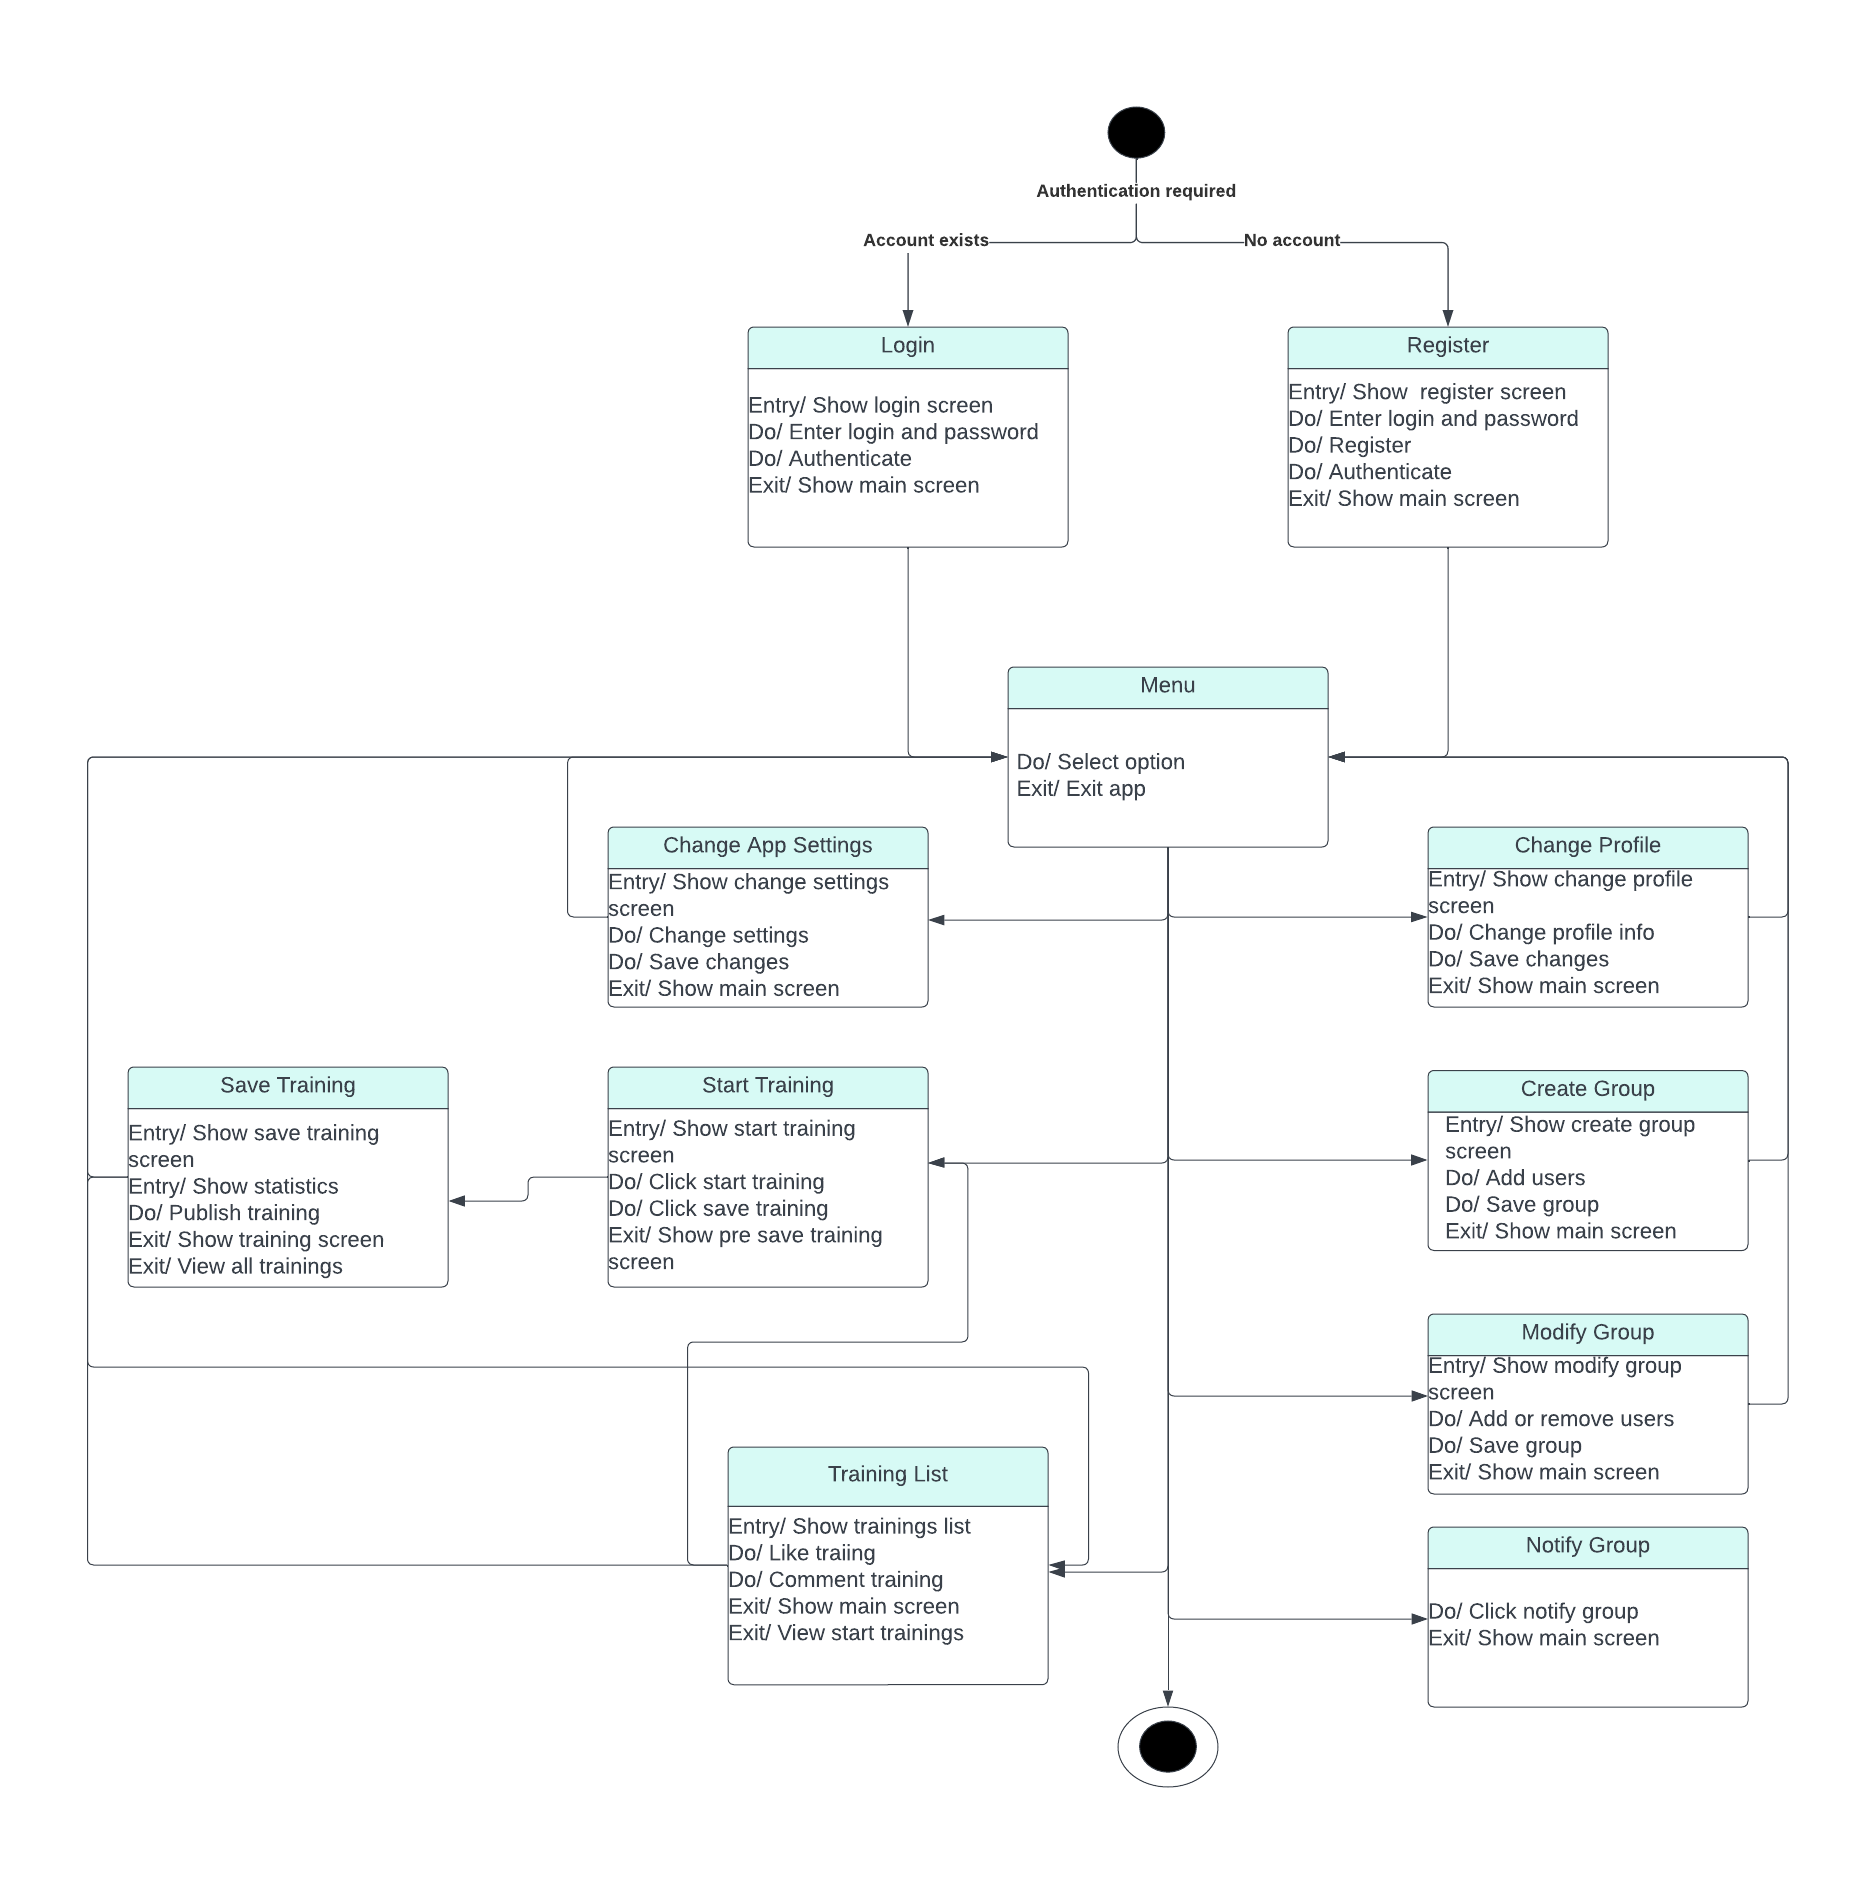 Authentication required
Account exists
No account
Login
Entry/ Show login screen
Do/ Enter login and password
Do/ Authenticate
Exit/ Show main screen
Register
Entry/ Show  register screen
Do/ Enter login and password
Do/ Register
Do/ Authenticate
Exit/ Show main screen
Menu
Do/ Select option
Exit/ Exit app
Change App Settings
Entry/ Show change settings
screen
Do/ Change settings
Do/ Save changes
Exit/ Show main screen
Change Profile
Entry/ Show change profile
screen
Do/ Change profile info
Do/ Save changes
Exit/ Show main screen
Save Training
Entry/ Show save training
screen
Entry/ Show statistics
Do/ Publish training
Exit/ Show training screen
Exit/ View all trainings
Start Training
Entry/ Show start training
screen
Do/ Click start training
Do/ Click save training
Exit/ Show pre save training
screen
Create Group
Entry/ Show create group
screen
Do/ Add users
Do/ Save group
Exit/ Show main screen
Modify Group
Entry/ Show modify group
screen
Do/ Add or remove users
Do/ Save group
Exit/ Show main screen
Training List
Entry/ Show trainings list
Do/ Like traiing
Do/ Comment training
Exit/ Show main screen
Exit/ View start trainings
Notify Group
Do/ Click notify group
Exit/ Show main screen